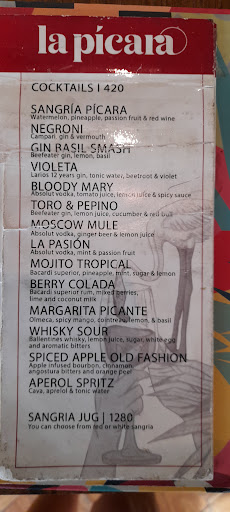 la pícara
COCKTAILS | 420
SANGRÍA PÍCARA
Watermelon, pineapple, passion fruit & red wine
NEGRONI
Campari, gin & vermouth
GIN BASIL SMASH
Beefeater gin, lemon, basil
VIOLETA
Larios 12 years gin, tonic water, beetroot & violet
BLOODY MARY
Absolut vodka, tomato juice, lemon juice & spicy sauce
TORO & PEPINO
Beefeater gin, lemon juice, cucumber & red bull
MOSCOW MULE
Absolut vodka, ginger beer & lemon juice
LA PASIÓN
Absolut vodka, mint & passion fruit
MOJITO TROPICAL
Bacardi superior, pineapple, mint, sugar & lemon
BERRY COLADA
Bacardi superior rum, mixed berries,
lime and coconut milk
MARGARITA PICANTE
Olmeca, spicy mango, cointreau, lemon, & basil
WHISKY SOUR
Ballentines whisky, lemon juice, sugar, white egg
and aromatic bitters
SPICED APPLE OLD FASHION
Apple infused bourbon, cinnamon,
angostura bitters and orange peel
APEROL SPRITZ
Cava, aprelol & tonic water
SANGRIA JUG | 1280
You can choose from red or white sangria